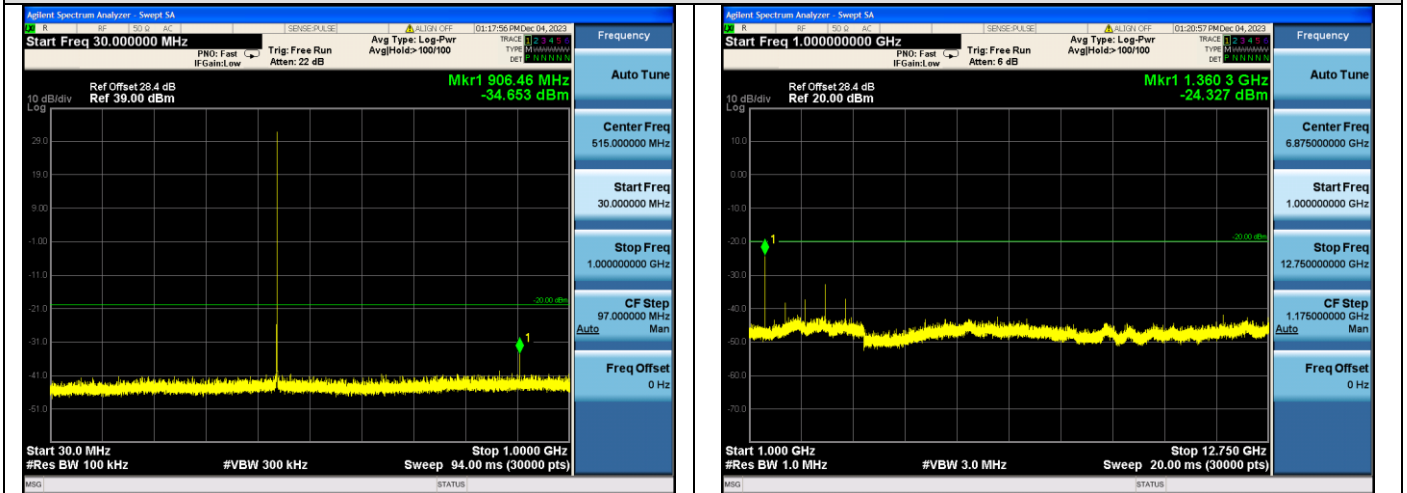 Agilent Spectrum Analyzer - Swept SA
R RF 50 Ω AC SENSE:PULSE ALIGN OFF 01:17:56 PM Dec 04, 2023
Start Freq 30.000000 MHz
PNO: Fast
IFGain:Low
Trig: Free Run
Atten: 22 dB
Avg Type: Log-Pwr
Avg|Hold:> 100/100
TRACE 1 2 3 4 5 6
TYPE M
DET P N N N N N
Frequency
Mkr1 906.46 MHz
-34.653 dBm
Ref Offset 28.4 dB
10 dB/div Ref 39.00 dBm
Log
29.0
19.0
9.00
-1.00
-11.0
-21.0
-31.0
-41.0
-51.0
-20.00 dBm
1
Start 30.0 MHz
Stop 1.0000 GHz
#Res BW 100 kHz #VBW 300 kHz Sweep 94.00 ms (30000 pts)
MSG STATUS
Auto Tune
Center Freq
515.000000 MHz
Start Freq
30.000000 MHz
Stop Freq
1.000000000 GHz
CF Step
97.000000 MHz
Auto Man
Freq Offset
0 Hz
Agilent Spectrum Analyzer - Swept SA
R RF 50 Ω AC SENSE:PULSE ALIGN OFF 01:20:57 PM Dec 04, 2023
Start Freq 1.000000000 GHz
PNO: Fast
IFGain:Low
Trig: Free Run
Atten: 6 dB
Avg Type: Log-Pwr
Avg|Hold:> 100/100
TRACE 1 2 3 4 5 6
TYPE M
DET P N N N N N
Frequency
Mkr1 1.360 3 GHz
-24.327 dBm
Ref Offset 28.4 dB
10 dB/div Ref 20.00 dBm
Log
10.0
0.00
-10.0
-20.0
-30.0
-40.0
-50.0
-60.0
-70.0
-20.00 dBm
1
Start 1.000 GHz
Stop 12.750 GHz
#Res BW 1.0 MHz #VBW 3.0 MHz Sweep 20.00 ms (30000 pts)
MSG STATUS
Auto Tune
Center Freq
6.875000000 GHz
Start Freq
1.000000000 GHz
Stop Freq
12.750000000 GHz
CF Step
1.175000000 GHz
Auto Man
Freq Offset
0 Hz